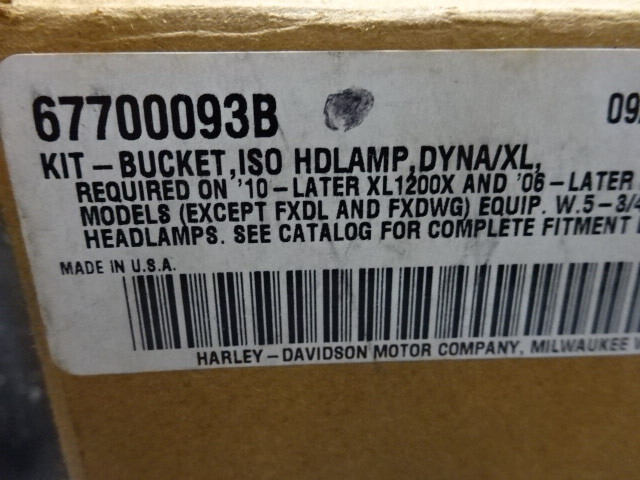 67700093B 09
KIT-BUCKET,ISO HDLAMP,DYNA/XL,
REQUIRED ON '10-LATER XL1200X AND '06-LATER
MODELS (EXCEPT FXDL AND FXDWG) EQUIP. W.5-3/4
HEADLAMPS. SEE CATALOG FOR COMPLETE FITMENT
MADE IN U.S.A.
HARLEY-DAVIDSON MOTOR COMPANY, MILWAUKEE W